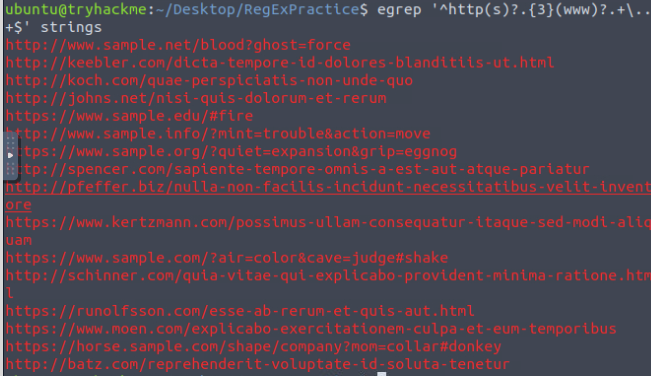 ubuntu@tryhackme:~/Desktop/RegExPractice$ egrep '^http(s)?.{3}(www)?.+\..
+$' strings
http://www.sample.net/blood?ghost=force
http://keebler.com/dicta-tempore-id-dolores-blanditiis-ut.html
http://koch.com/quae-perspiciatis-non-unde-quo
http://johns.net/nisi-quis-dolorum-et-rerum
https://www.sample.edu/#fire
http://www.sample.info/?mint=trouble&action=move
https://www.sample.org/?quiet=expansion&grip=eggnog
http://spencer.com/sapiente-tempore-omnis-a-est-aut-atque-pariatur
http://pfeffer.biz/nulla-non-facilis-incidunt-necessitatibus-velit-invent
ore
https://www.kertzmann.com/possimus-ullam-consequatur-itaque-sed-modi-aliq
uam
https://www.sample.com/?air=color&cave=judge#shake
http://schinner.com/quia-vitae-qui-explicabo-provident-minima-ratione.htm
l
https://runolfsson.com/esse-ab-rerum-et-quis-aut.html
https://www.moen.com/explicabo-exercitationem-culpa-et-eum-temporibus
https://horse.sample.com/shape/company?mom=collar#donkey
http://batz.com/reprehenderit-voluptate-id-soluta-tenetur